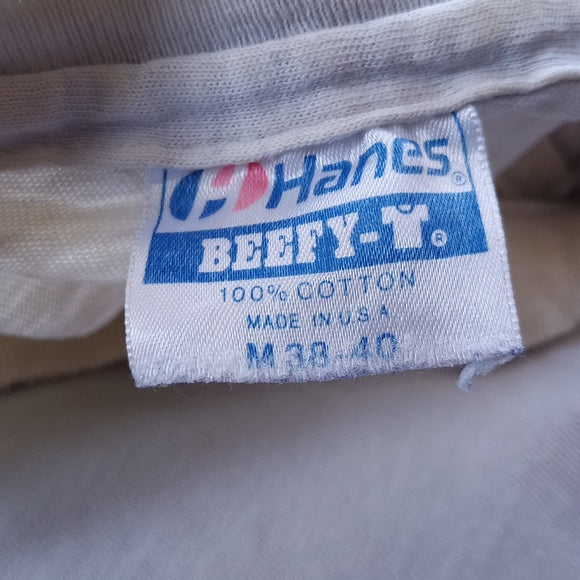 Hanes®
BEEFY-T®
100% COTTON
MADE IN U.S.A
M 38-40